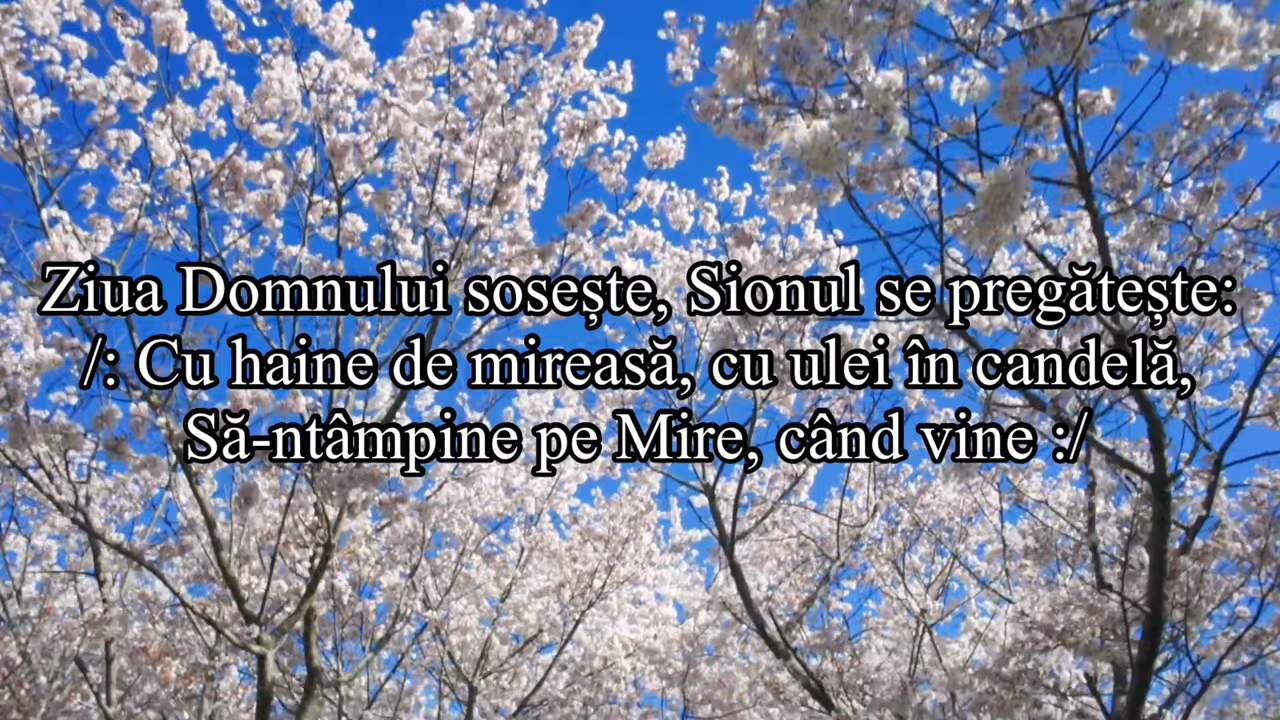 Ziua Domnului sosește, Sionul se pregătește:
/: Cu haine de mireasă, cu ulei în candelă,
Să-ntâmpine pe Mire, când vine :/